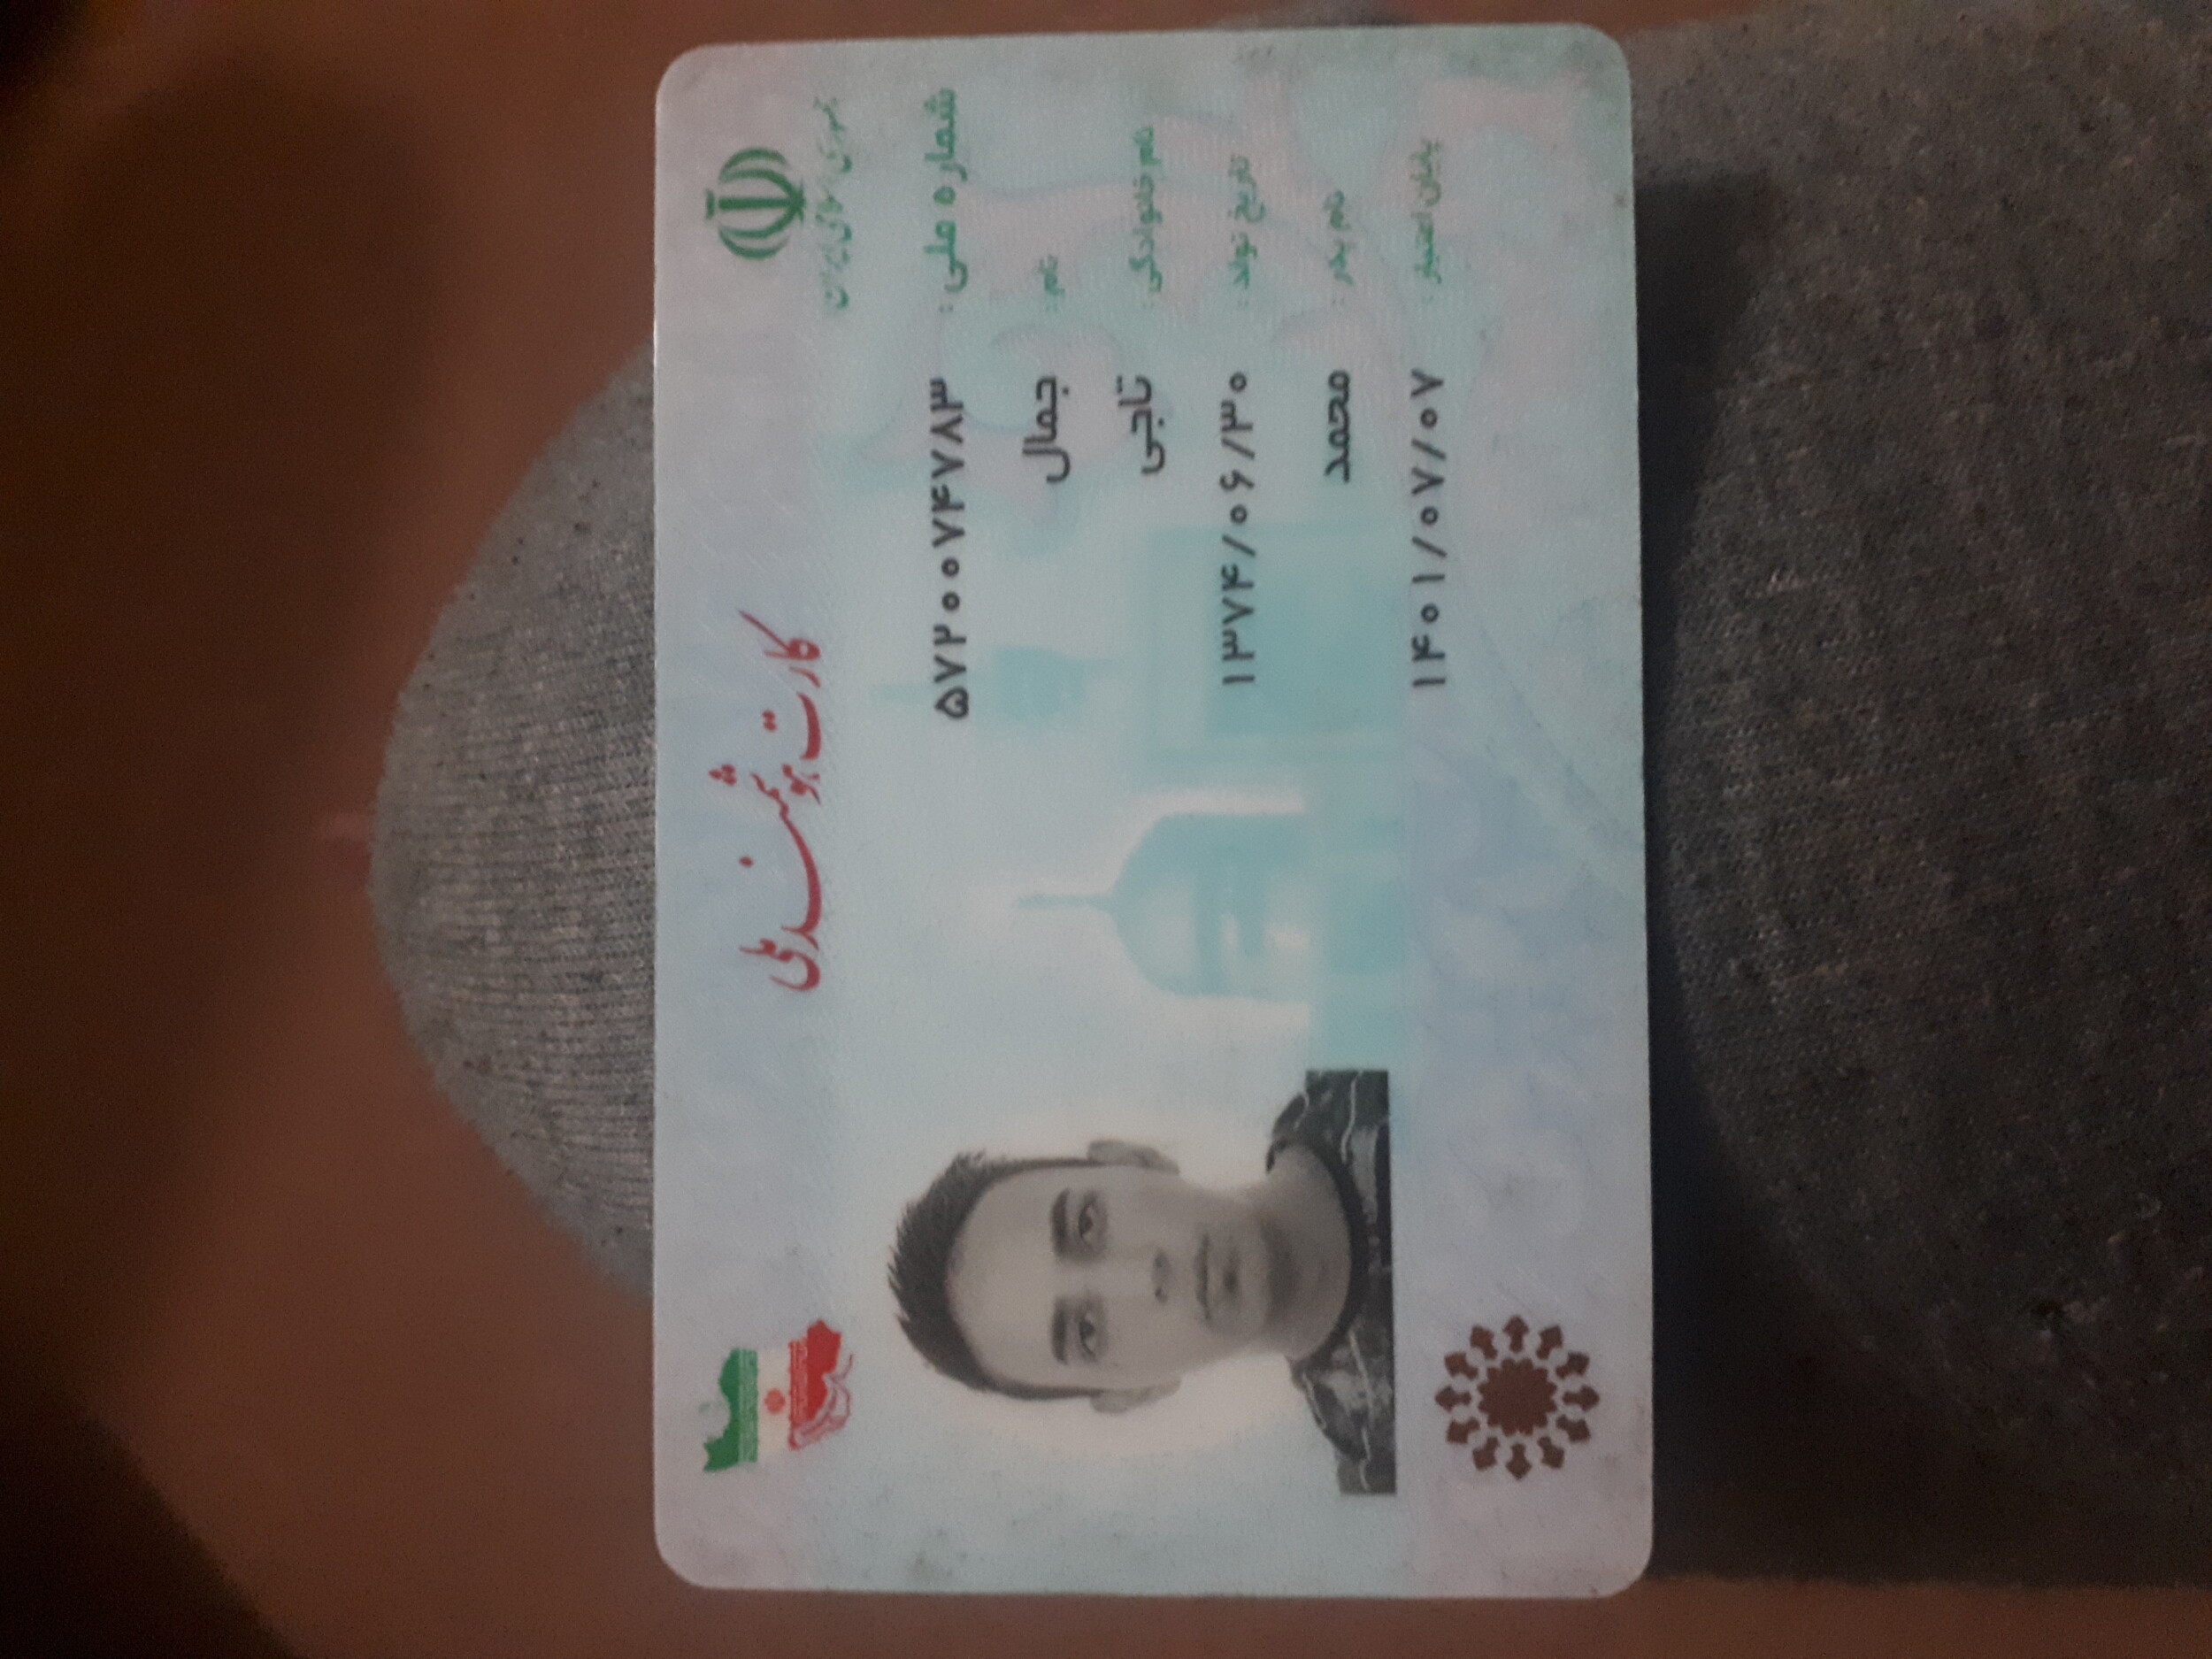 جمهوری اسلامی ایران
کارت هوشمند ملی
شماره ملی : ۵۷۲۰۰۷۴۷۸۳
نام : جمال
نام خانوادگی : تاجی
تاریخ تولد : ۱۳۷۴/۰۶/۳۰
نام پدر : محمد
پایان اعتبار : ۱۴۰۱/۰۷/۰۷